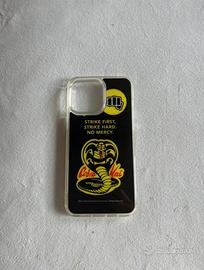 STRIKE FIRST,
STRIKE HARD.
NO MERCY.
Cobra Kai